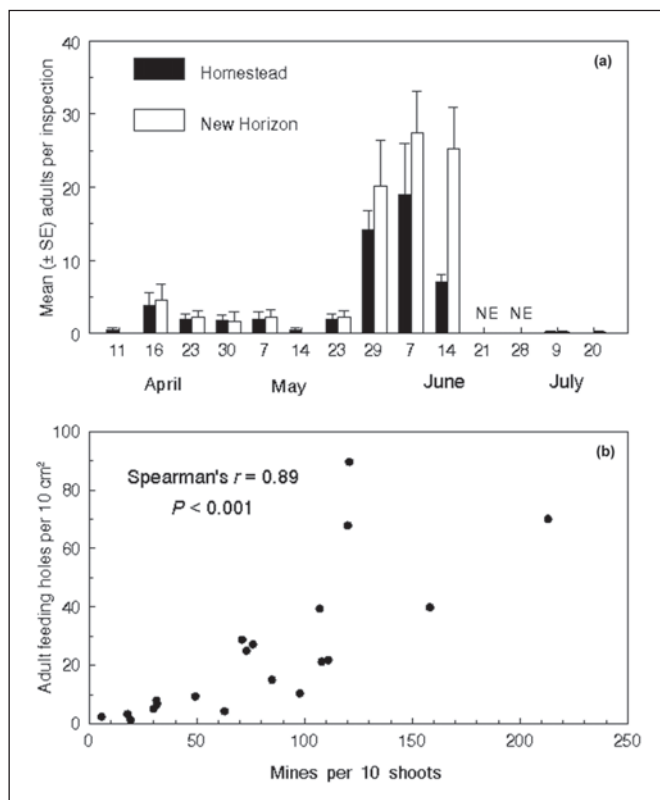 40
(a)
Homestead
30
New Horizon
Mean (± SE) adults per inspection
20
10
NE NE
0
11 16 23 30 7 14 23 29 7 14 21 28 9 20
April May June July
100
(b)
Spearman's r = 0.89
80
P < 0.001
Adult feeding holes per 10 cm²
60
40
20
0
0 50 100 150 200 250
Mines per 10 shoots